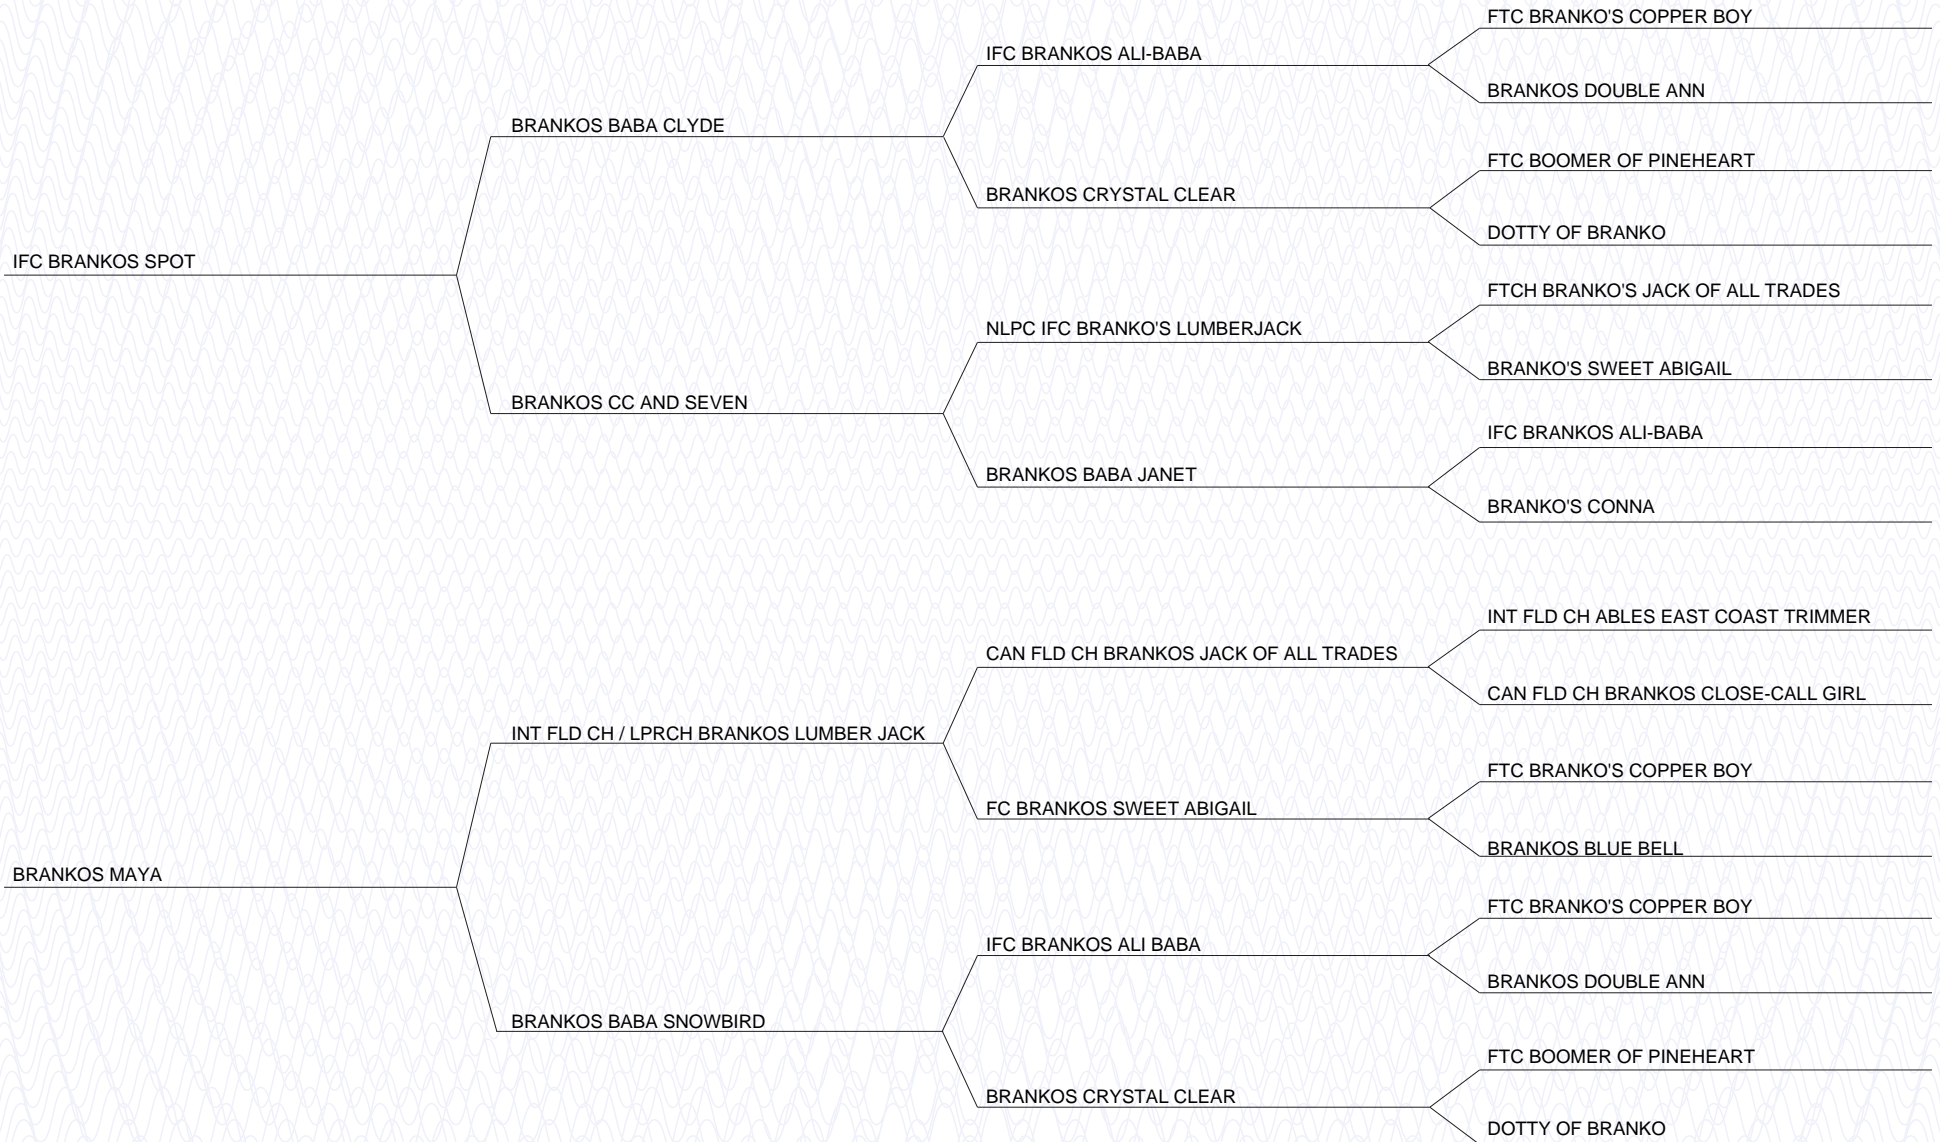 FTC BRANKO'S COPPER BOY
IFC BRANKOS ALI-BABA
BRANKOS DOUBLE ANN
BRANKOS BABA CLYDE
FTC BOOMER OF PINEHEART
BRANKOS CRYSTAL CLEAR
DOTTY OF BRANKO
IFC BRANKOS SPOT
FTCH BRANKO'S JACK OF ALL TRADES
NLPC IFC BRANKO'S LUMBERJACK
BRANKO'S SWEET ABIGAIL
BRANKOS CC AND SEVEN
IFC BRANKOS ALI-BABA
BRANKOS BABA JANET
BRANKO'S CONNA
INT FLD CH ABLES EAST COAST TRIMMER
CAN FLD CH BRANKOS JACK OF ALL TRADES
CAN FLD CH BRANKOS CLOSE-CALL GIRL
INT FLD CH / LPRCH BRANKOS LUMBER JACK
FTC BRANKO'S COPPER BOY
FC BRANKOS SWEET ABIGAIL
BRANKOS BLUE BELL
BRANKOS MAYA
FTC BRANKO'S COPPER BOY
IFC BRANKOS ALI BABA
BRANKOS DOUBLE ANN
BRANKOS BABA SNOWBIRD
FTC BOOMER OF PINEHEART
BRANKOS CRYSTAL CLEAR
DOTTY OF BRANKO